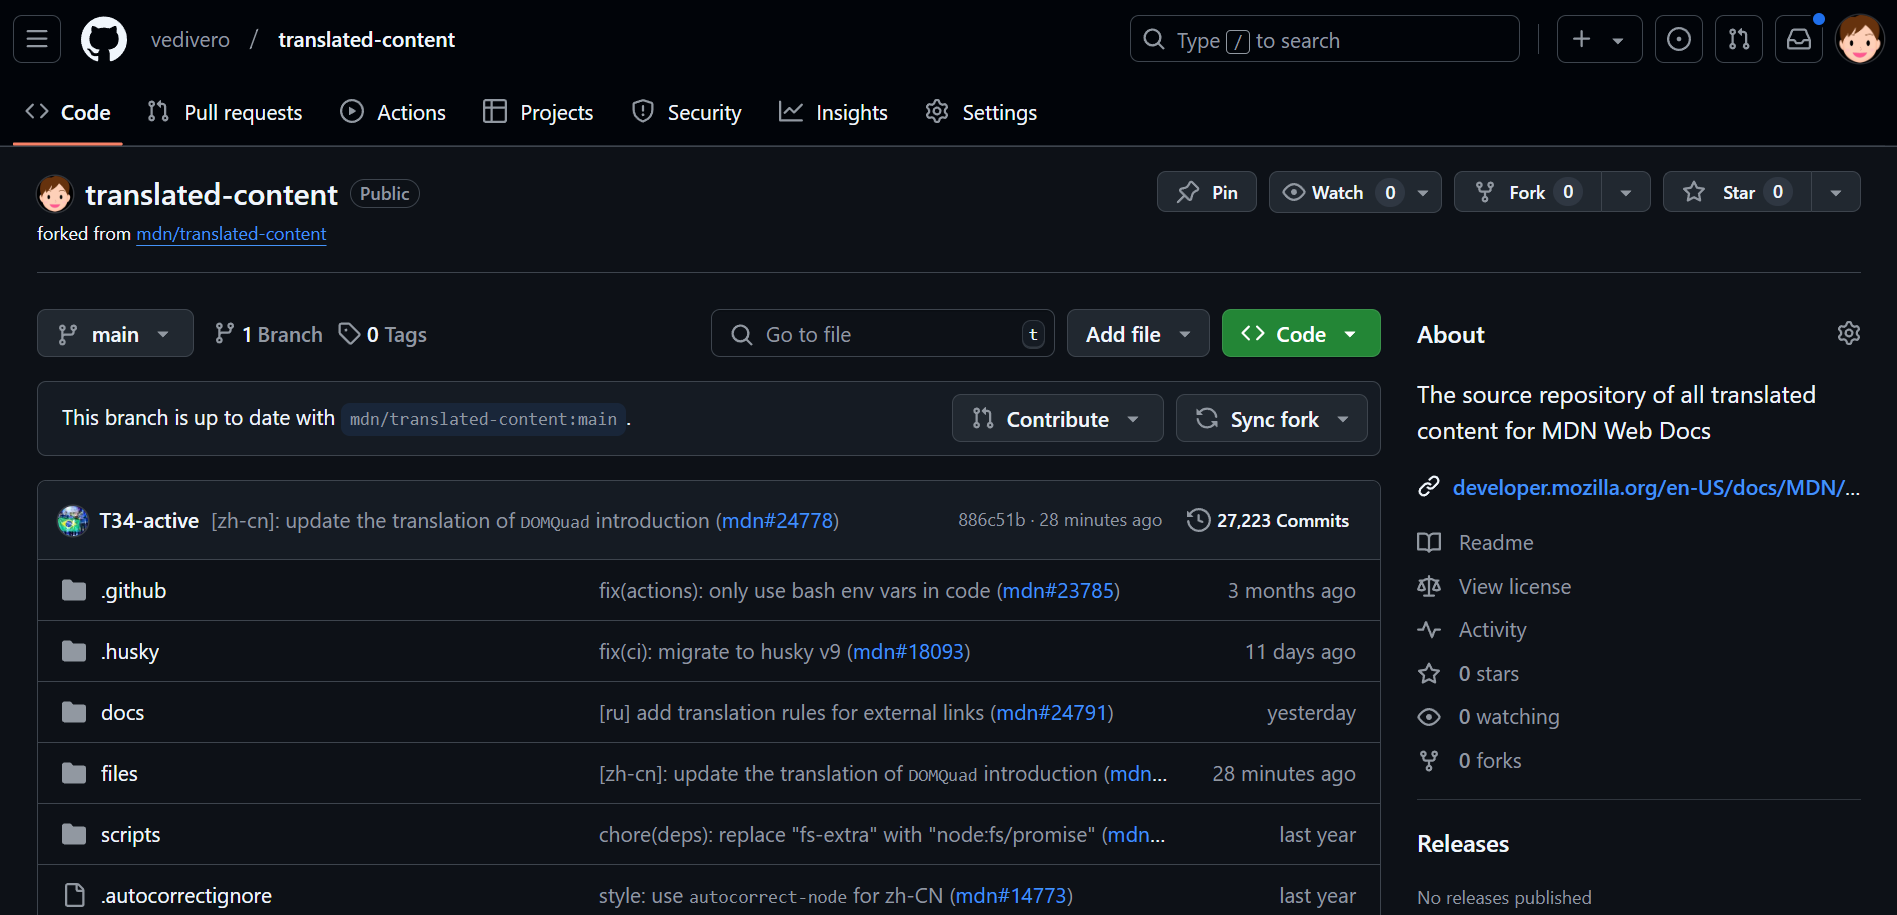 vedivero / translated-content
Type / to search
Code
Pull requests
Actions
Projects
Security
Insights
Settings
translated-content Public
forked from mdn/translated-content
Pin
Watch 0
Fork 0
Star 0
main
1 Branch
0 Tags
Go to file t
Add file
Code
This branch is up to date with mdn/translated-content:main .
Contribute
Sync fork
T34-active [zh-cn]: update the translation of DOMQuad introduction (mdn#24778) 886c51b · 28 minutes ago 27,223 Commits
.github fix(actions): only use bash env vars in code (mdn#23785) 3 months ago
.husky fix(ci): migrate to husky v9 (mdn#18093) 11 days ago
docs [ru] add translation rules for external links (mdn#24791) yesterday
files [zh-cn]: update the translation of DOMQuad introduction (mdn... 28 minutes ago
scripts chore(deps): replace "fs-extra" with "node:fs/promise" (mdn... last year
.autocorrectignore style: use autocorrect-node for zh-CN (mdn#14773) last year
About
The source repository of all translated
content for MDN Web Docs
developer.mozilla.org/en-US/docs/MDN/...
Readme
View license
Activity
0 stars
0 watching
0 forks
Releases
No releases published